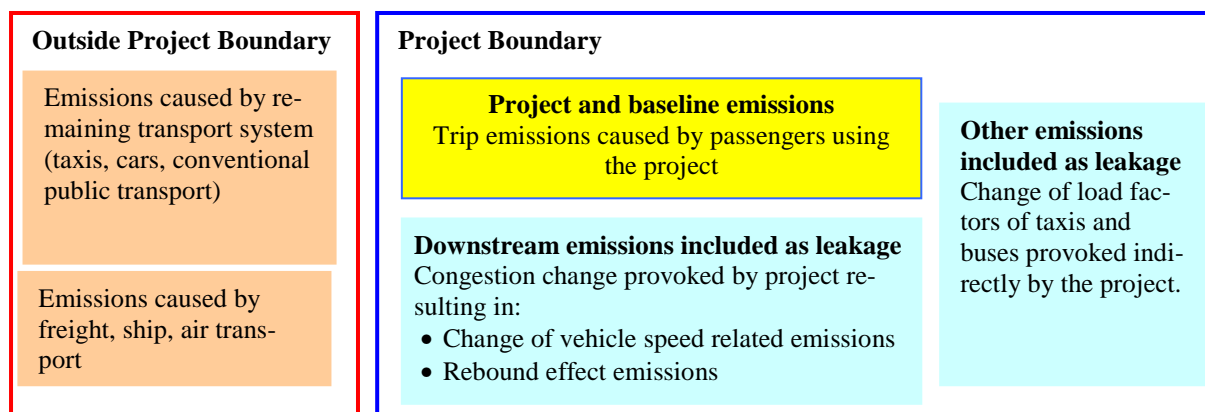 Outside Project Boundary
Emissions caused by re-
maining transport system
(taxis, cars, conventional
public transport)
Emissions caused by
freight, ship, air trans-
port
Project Boundary
Project and baseline emissions
Trip emissions caused by passengers using
the project
Downstream emissions included as leakage
Congestion change provoked by project re-
sulting in:
• Change of vehicle speed related emissions
• Rebound effect emissions
Other emissions
included as leakage
Change of load fac-
tors of taxis and
buses provoked indi-
rectly by the project.